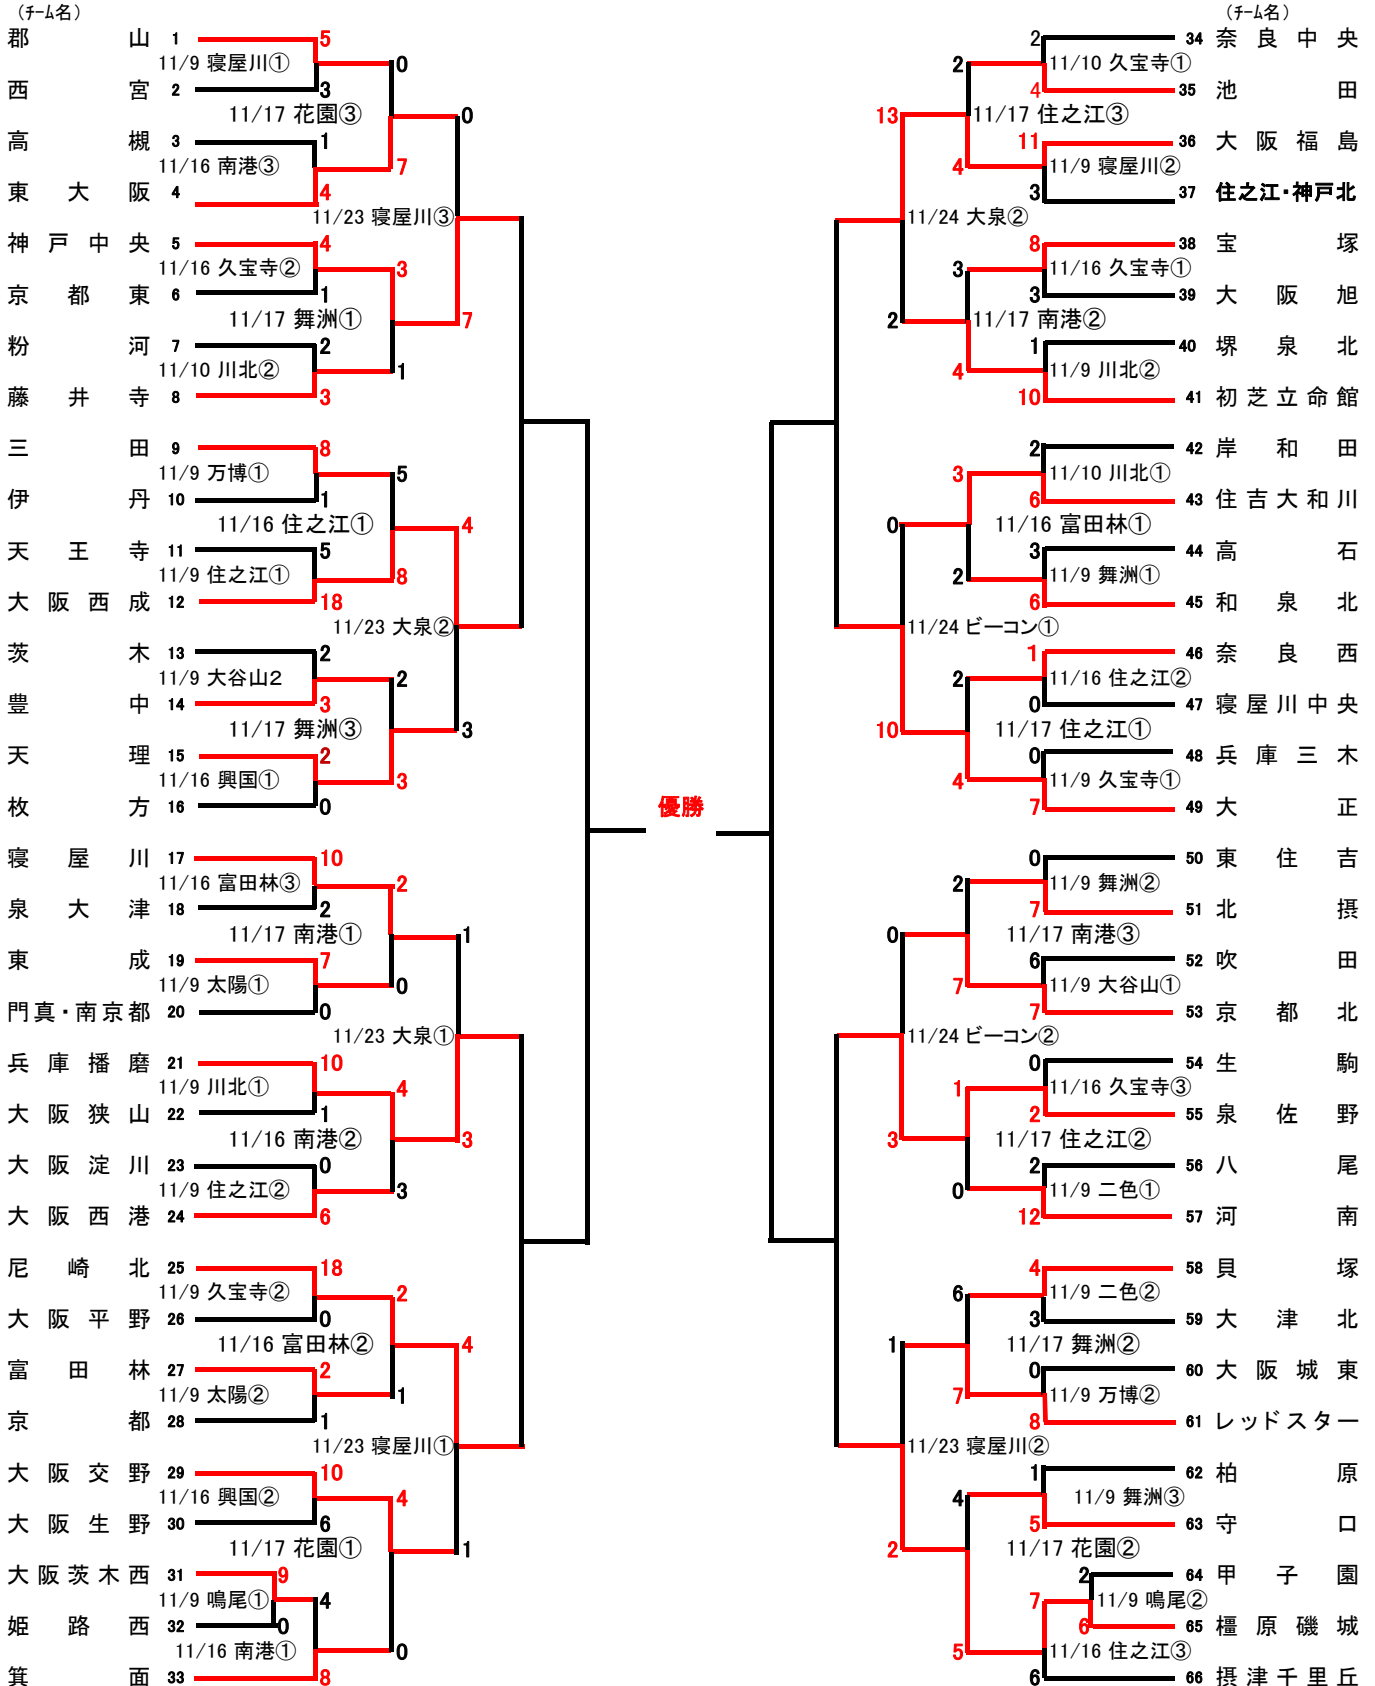 (ﾁｰﾑ名)
郡山 1 5
11/9 寝屋川① 0
西宮 2 3
11/17 花園③ 0
高槻 3 1
11/16 南港③ 7
東大阪 4 4
11/23 寝屋川③
神戸中央 5 4
11/16 久宝寺② 3
京都東 6 1
11/17 舞洲① 7
粉河 7 2
11/10 川北② 1
藤井寺 8 3
三田 9 8
11/9 万博① 5
伊丹 10 1
11/16 住之江① 4
天王寺 11 5
11/9 住之江① 8
大阪西成 12 18
11/23 大泉②
茨木 13 2
11/9 大谷山2 2
豊中 14 3
11/17 舞洲③ 3
天理 15 2
11/16 興国① 3
枚方 16 0
寝屋川 17 10
11/16 富田林③ 2
泉大津 18 2
11/17 南港① 1
東成 19 7
11/9 太陽① 0
門真・南京都 20 0
11/23 大泉①
兵庫播磨 21 10
11/9 川北① 4
大阪狭山 22 1
11/16 南港② 3
大阪淀川 23 0
11/9 住之江② 3
大阪西港 24 6
尼崎北 25 18
11/9 久宝寺② 2
大阪平野 26 0
11/16 富田林② 4
富田林 27 2
11/9 太陽② 1
京都 28 1
11/23 寝屋川①
大阪交野 29 10
11/16 興国② 4
大阪生野 30 6
11/17 花園① 1
大阪茨木西 31 9
11/9 鳴尾① 4
姫路西 32 0
11/16 南港① 0
箕面 33 8
優勝
(ﾁｰﾑ名)
2 34 奈良中央
2 11/10 久宝寺①
4 35 池田
13 11/17 住之江③
11 36 大阪福島
4 11/9 寝屋川②
3 37 住之江・神戸北
11/24 大泉②
8 38 宝塚
3 11/16 久宝寺①
3 39 大阪旭
2 11/17 南港②
1 40 堺泉北
4 11/9 川北②
10 41 初芝立命館
2 42 岸和田
3 11/10 川北①
6 43 住吉大和川
0 11/16 富田林①
3 44 高石
2 11/9 舞洲①
6 45 和泉北
11/24 ビーコン①
1 46 奈良西
2 11/16 住之江②
0 47 寝屋川中央
10 11/17 住之江①
0 48 兵庫三木
4 11/9 久宝寺①
7 49 大正
0 50 東住吉
2 11/9 舞洲②
7 51 北摂
0 11/17 南港③
6 52 吹田
7 11/9 大谷山①
7 53 京都北
11/24 ビーコン②
0 54 生駒
1 11/16 久宝寺③
2 55 泉佐野
3 11/17 住之江②
2 56 八尾
0 11/9 二色①
12 57 河南
4 58 貝塚
6 11/9 二色②
3 59 大津北
1 11/17 舞洲②
0 60 大阪城東
7 11/9 万博②
8 61 レッドスター
11/23 寝屋川②
1 62 柏原
4 11/9 舞洲③
5 63 守口
2 11/17 花園②
2 64 甲子園
7 11/9 鳴尾②
6 65 橿原磯城
5 11/16 住之江③
6 66 摂津千里丘